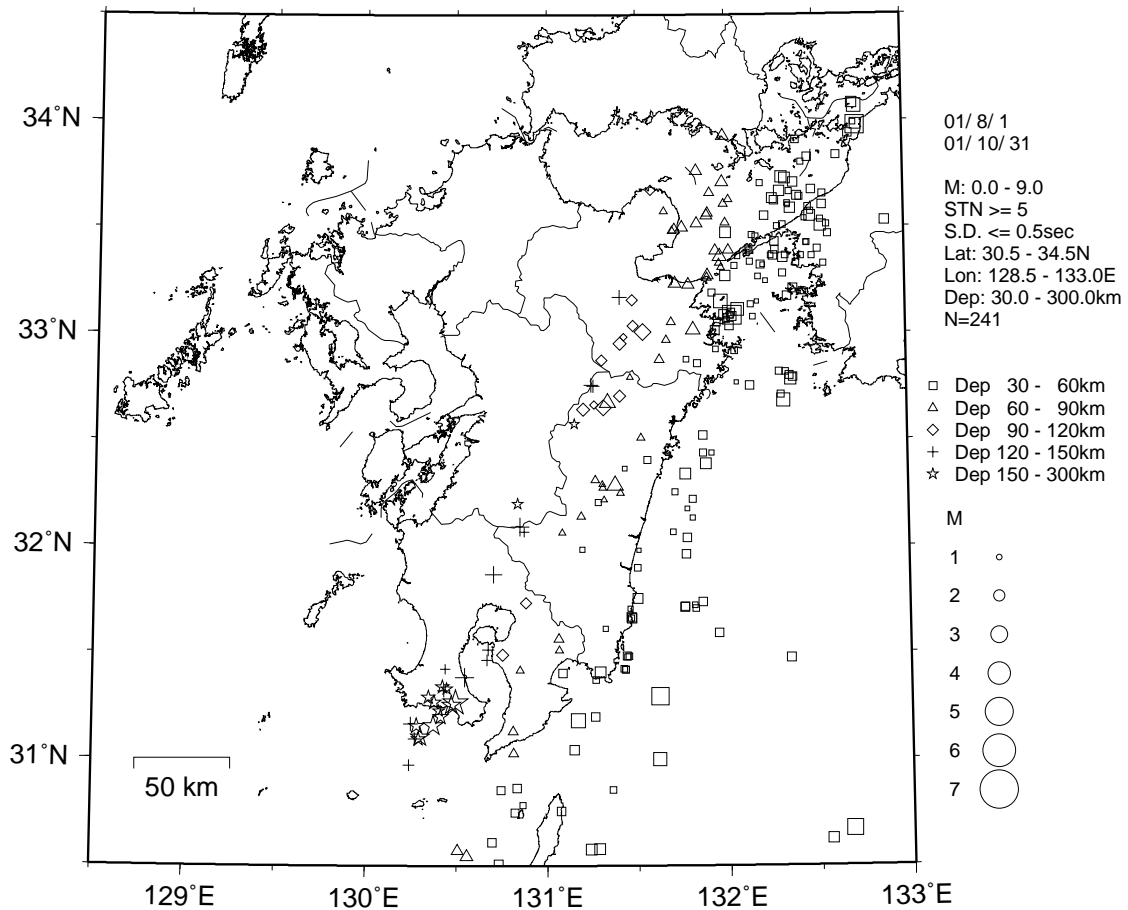 34°N
33°N
32°N
31°N
50 km
129°E
130°E
131°E
132°E
133°E
01/ 8/ 1
01/ 10/ 31
M: 0.0 - 9.0
STN >= 5
S.D. <= 0.5sec
Lat: 30.5 - 34.5N
Lon: 128.5 - 133.0E
Dep: 30.0 - 300.0km
N=241
Dep 30 - 60km
Dep 60 - 90km
Dep 90 - 120km
Dep 120 - 150km
Dep 150 - 300km
M
1
2
3
4
5
6
7